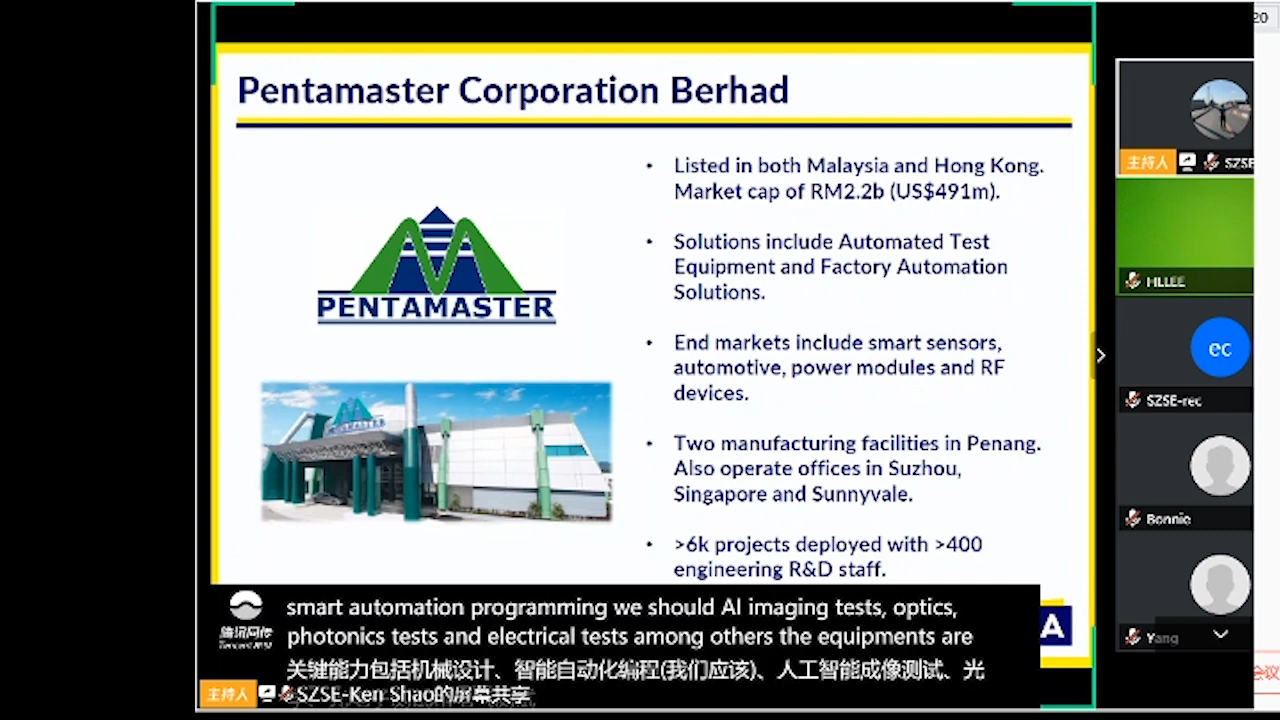 20
Pentamaster Corporation Berhad
• Listed in both Malaysia and Hong Kong.
Market cap of RM2.2b (US$491m).
• Solutions include Automated Test
Equipment and Factory Automation
Solutions.
• End markets include smart sensors,
automotive, power modules and RF
devices.
• Two manufacturing facilities in Penang.
Also operate offices in Suzhou,
Singapore and Sunnyvale.
• >6k projects deployed with >400
engineering R&D staff.
PENTAMASTER
PENTAMASTER
A
smart automation programming we should AI imaging tests, optics,
photonics tests and electrical tests among others the equipments are
关键能力包括机械设计、智能自动化编程(我们应该)、人工智能成像测试、光
主持人 SZSE-Ken Shao的屏幕共享
主持人 SZSE
HLLEE
ec
SZSE-rec
Bonnie
Yang
会议